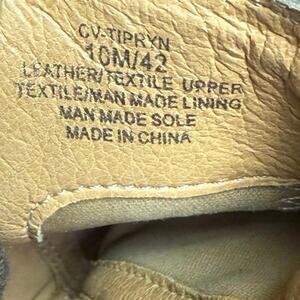 CV-TIPRYN
10M/42
LEATHER/TEXTILE UPPER
TEXTILE/MAN MADE LINING
MAN MADE SOLE
MADE IN CHINA